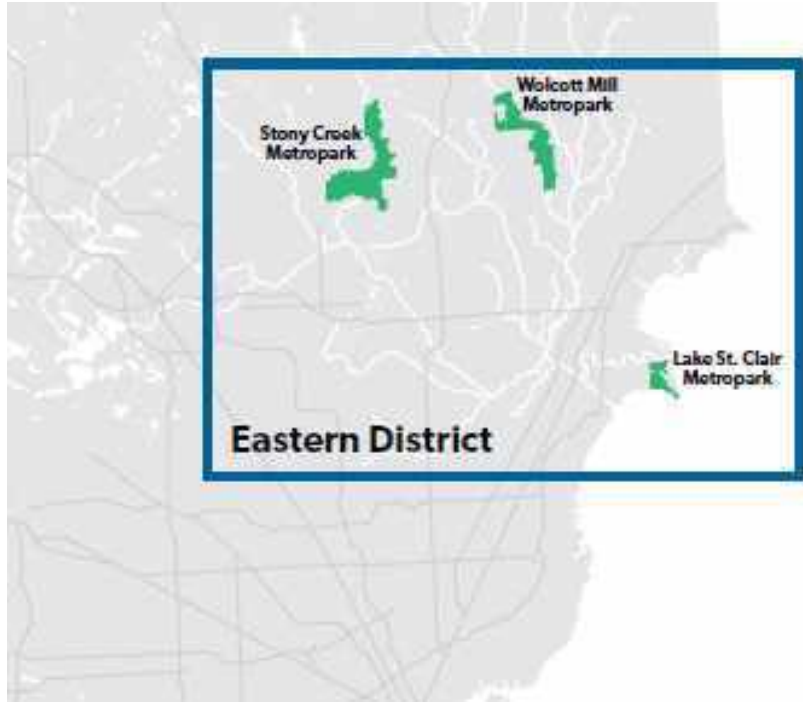 Wolcott Mill
Metropark
Stony Creek
Metropark
Lake St. Clair
Metropark
Eastern District